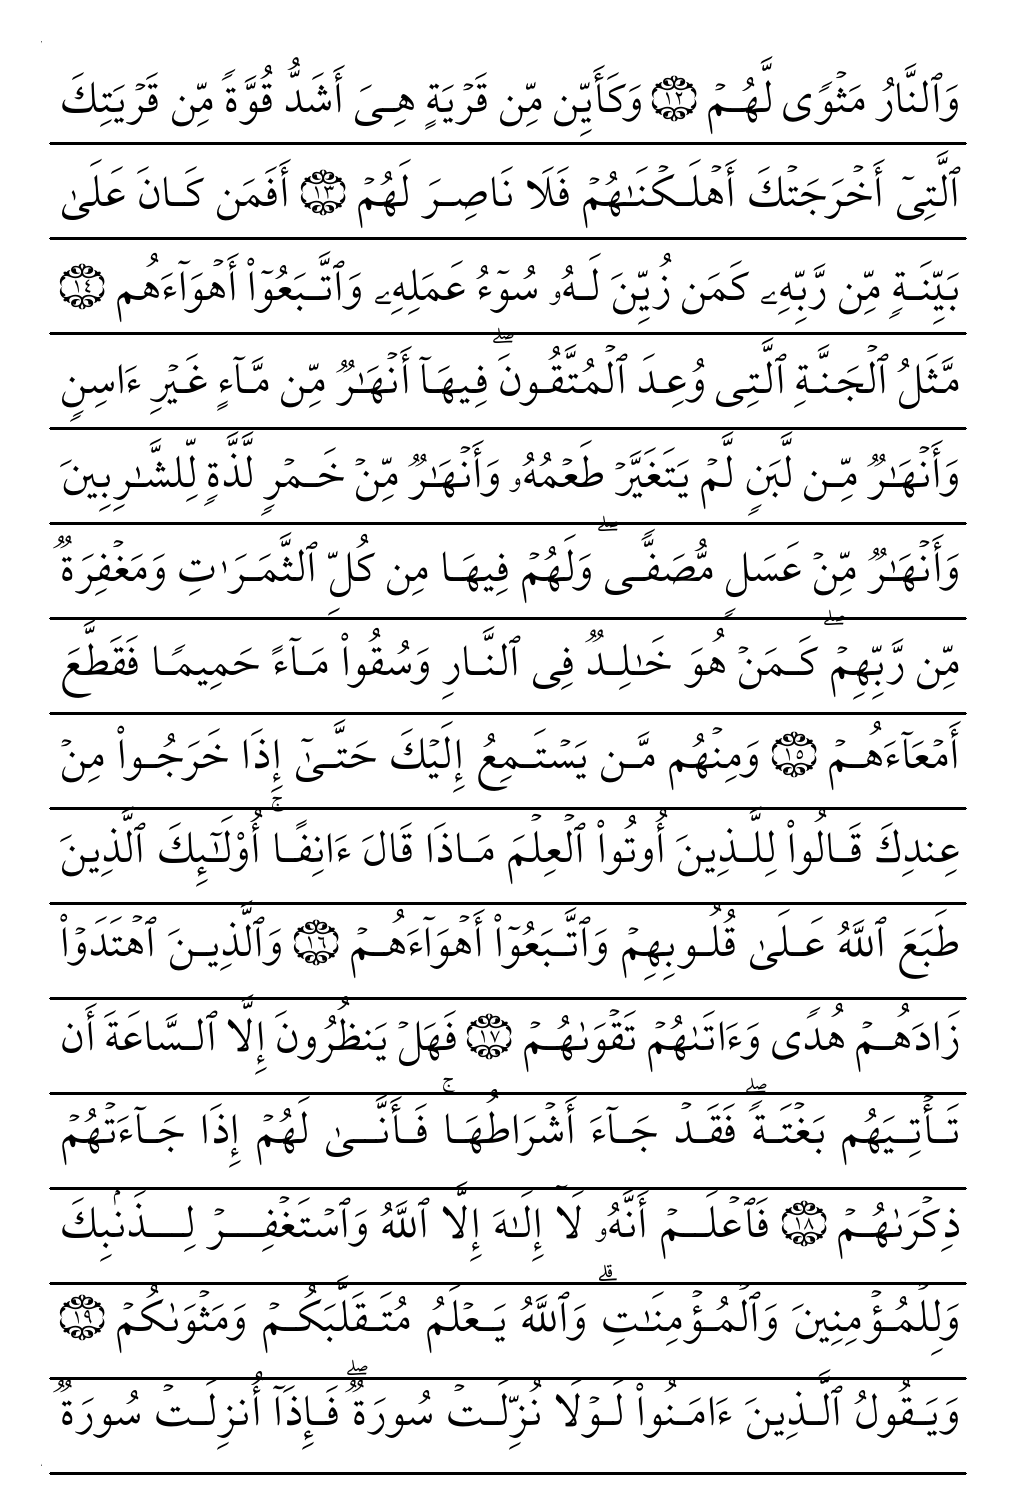 وَٱلنَّارُ مَثۡوٗى لَّهُمۡ ١٢ وَكَأَيِّن مِّن قَرۡيَةٍ هِيَ أَشَدُّ قُوَّةٗ مِّن قَرۡيَتِكَ
ٱلَّتِيٓ أَخۡرَجَتۡكَ أَهۡلَكۡنَٰهُمۡ فَلَا نَاصِرَ لَهُمۡ ١٣ أَفَمَن كَانَ عَلَىٰ
بَيِّنَةٖ مِّن رَّبِّهِۦ كَمَن زُيِّنَ لَهُۥ سُوٓءُ عَمَلِهِۦ وَٱتَّبَعُوٓاْ أَهۡوَآءَهُم ١٤
مَّثَلُ ٱلۡجَنَّةِ ٱلَّتِي وُعِدَ ٱلۡمُتَّقُونَۖ فِيهَآ أَنۡهَٰرٞ مِّن مَّآءٍ غَيۡرِ ءَاسِنٖ
وَأَنۡهَٰرٞ مِّن لَّبَنٖ لَّمۡ يَتَغَيَّرۡ طَعۡمُهُۥ وَأَنۡهَٰرٞ مِّنۡ خَمۡرٖ لَّذَّةٖ لِّلشَّٰرِبِينَ
وَأَنۡهَٰرٞ مِّنۡ عَسَلٖ مُّصَفّٗىۖ وَلَهُمۡ فِيهَا مِن كُلِّ ٱلثَّمَرَٰتِ وَمَغۡفِرَةٞ
مِّن رَّبِّهِمۡۖ كَمَنۡ هُوَ خَٰلِدٞ فِي ٱلنَّارِ وَسُقُواْ مَآءً حَمِيمٗا فَقَطَّعَ
أَمۡعَآءَهُمۡ ١٥ وَمِنۡهُم مَّن يَسۡتَمِعُ إِلَيۡكَ حَتَّىٰٓ إِذَا خَرَجُواْ مِنۡ
عِندِكَ قَالُواْ لِلَّذِينَ أُوتُواْ ٱلۡعِلۡمَ مَاذَا قَالَ ءَانِفًاۚ أُوْلَٰٓئِكَ ٱلَّذِينَ
طَبَعَ ٱللَّهُ عَلَىٰ قُلُوبِهِمۡ وَٱتَّبَعُوٓاْ أَهۡوَآءَهُمۡ ١٦ وَٱلَّذِينَ ٱهۡتَدَوۡاْ
زَادَهُمۡ هُدٗى وَءَاتَىٰهُمۡ تَقۡوَىٰهُمۡ ١٧ فَهَلۡ يَنظُرُونَ إِلَّا ٱلسَّاعَةَ أَن
تَأۡتِيَهُم بَغۡتَةٗۖ فَقَدۡ جَآءَ أَشۡرَاطُهَاۚ فَأَنَّىٰ لَهُمۡ إِذَا جَآءَتۡهُمۡ
ذِكۡرَىٰهُمۡ ١٨ فَٱعۡلَمۡ أَنَّهُۥ لَآ إِلَٰهَ إِلَّا ٱللَّهُ وَٱسۡتَغۡفِرۡ لِذَنۢبِكَ
وَلِلۡمُؤۡمِنِينَ وَٱلۡمُؤۡمِنَٰتِۗ وَٱللَّهُ يَعۡلَمُ مُتَقَلَّبَكُمۡ وَمَثۡوَىٰكُمۡ ١٩
وَيَقُولُ ٱلَّذِينَ ءَامَنُواْ لَوۡلَا نُزِّلَتۡ سُورَةٞۖ فَإِذَآ أُنزِلَتۡ سُورَةٞ